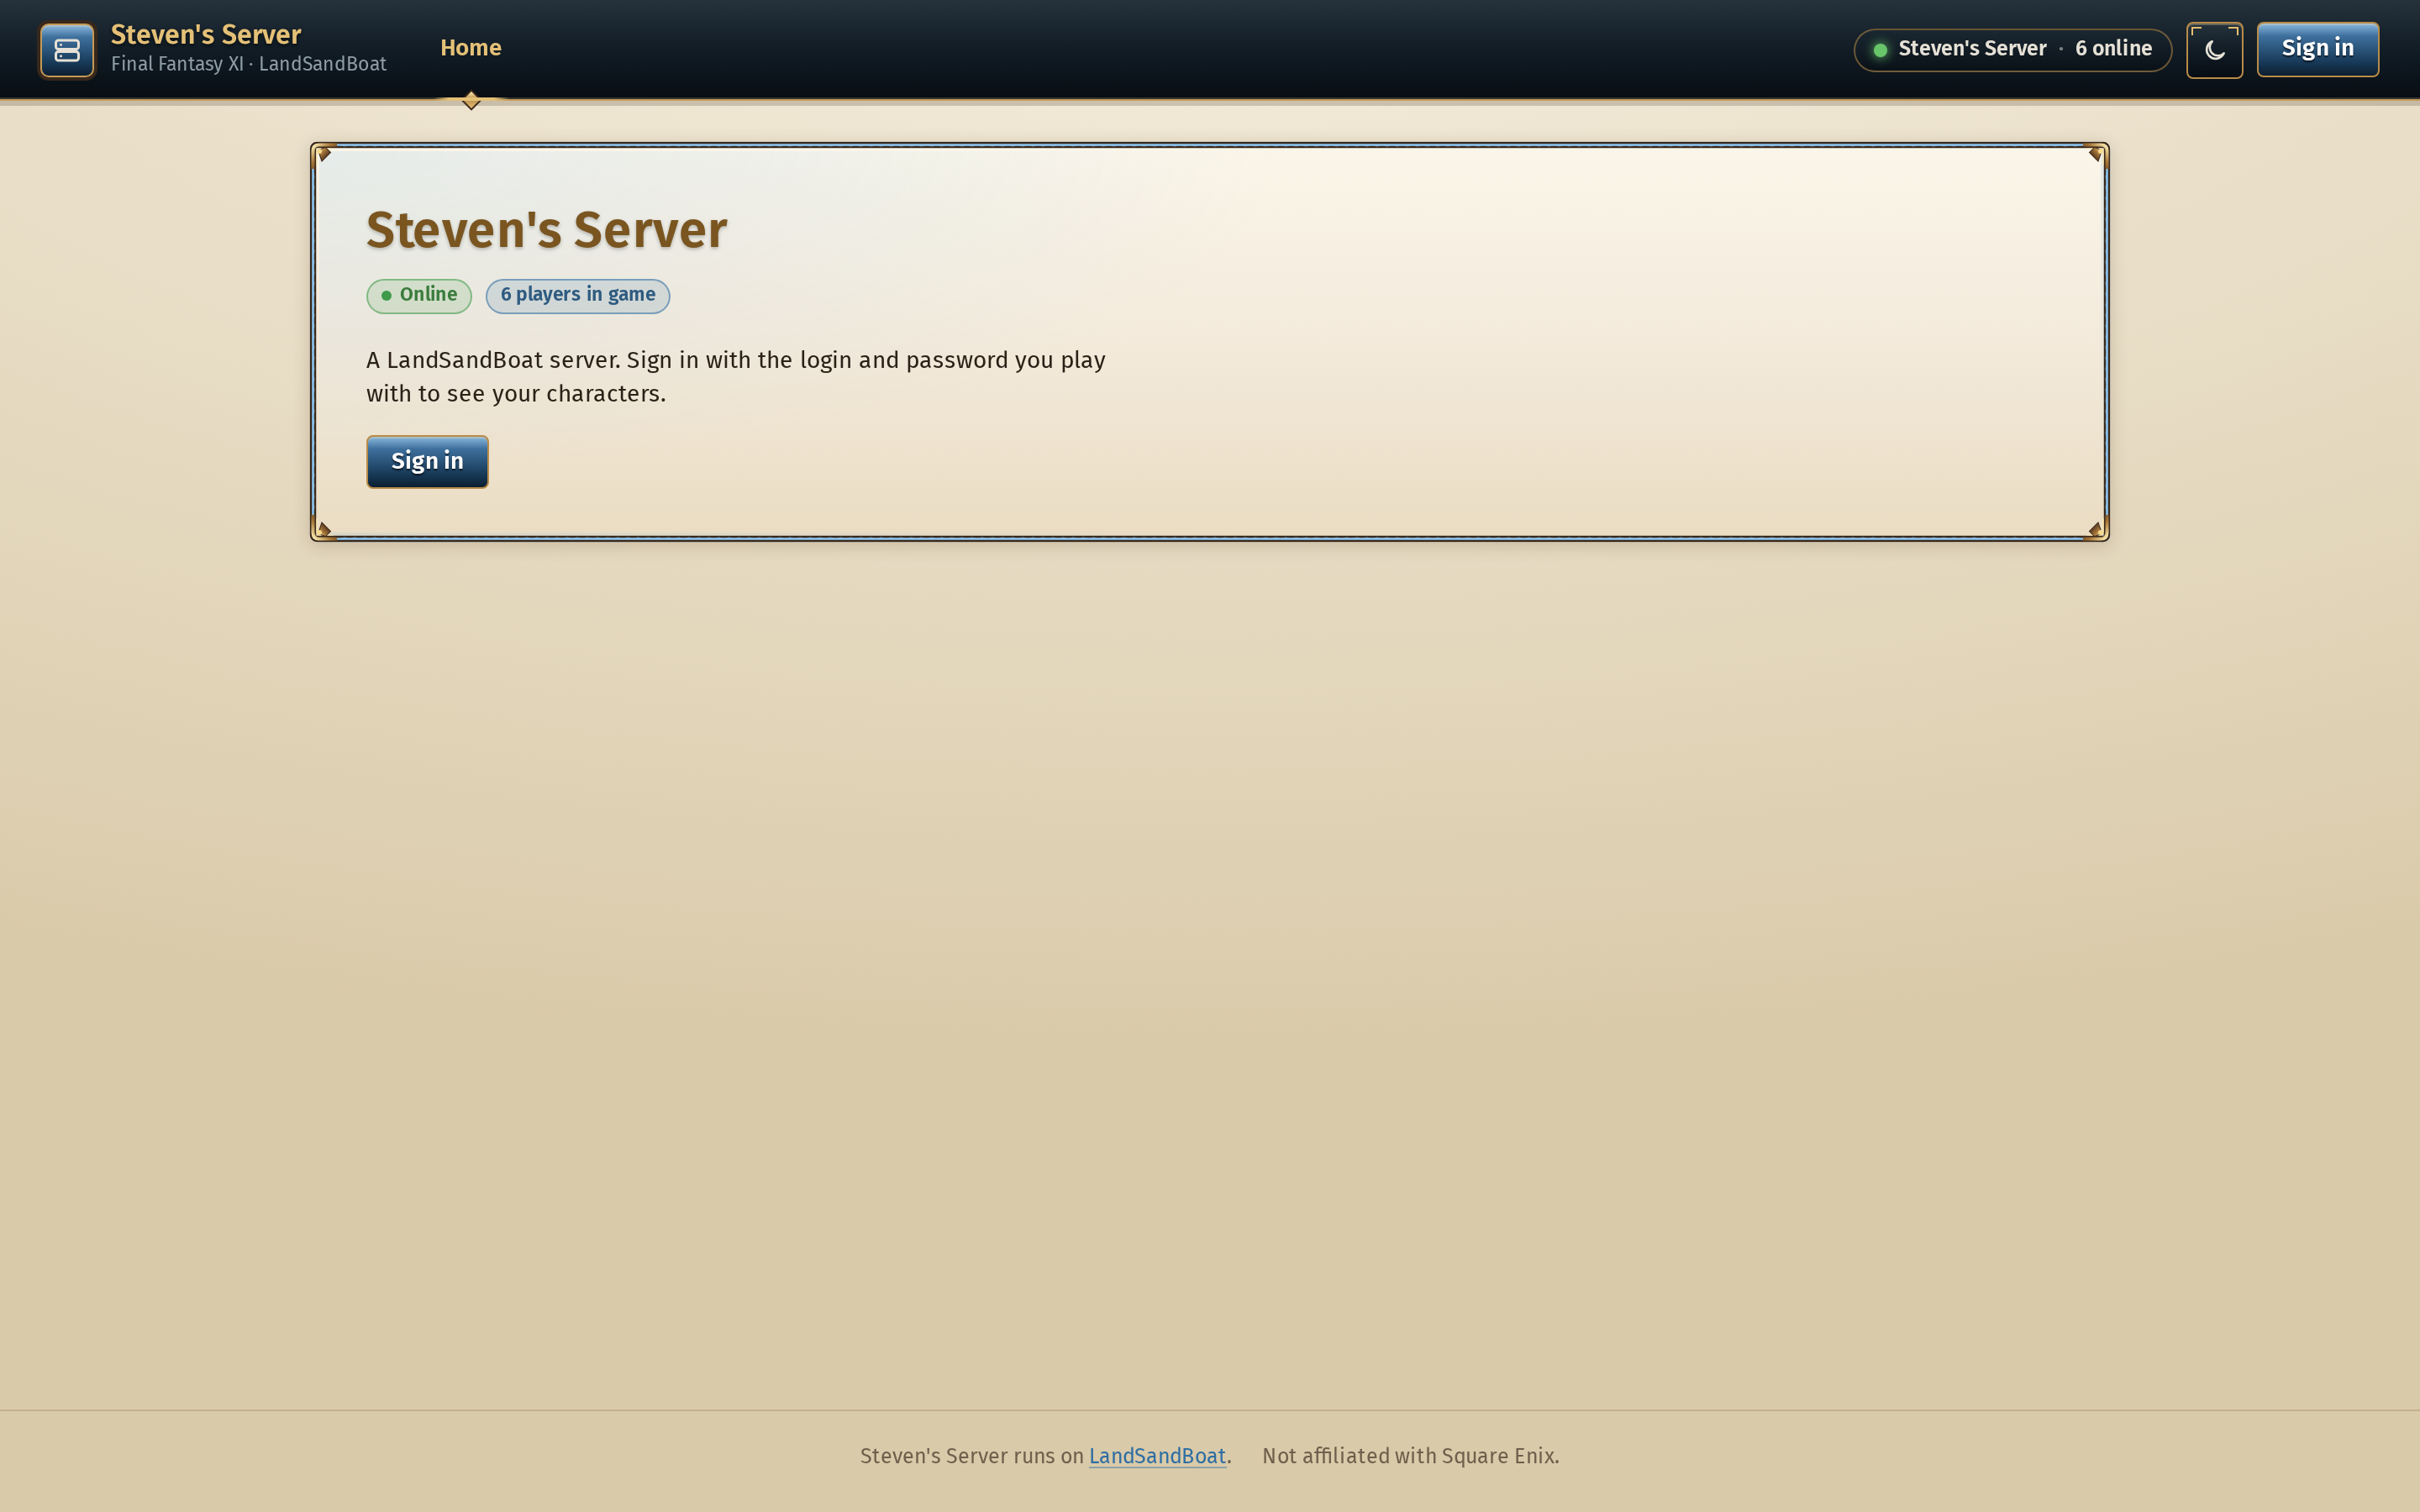 Steven's Server
Final Fantasy XI · LandSandBoat
Home
Steven's Server · 6 online
Sign in
Steven's Server
Online
6 players in game
A LandSandBoat server. Sign in with the login and password you play
with to see your characters.
Sign in
Steven's Server runs on LandSandBoat. Not affiliated with Square Enix.